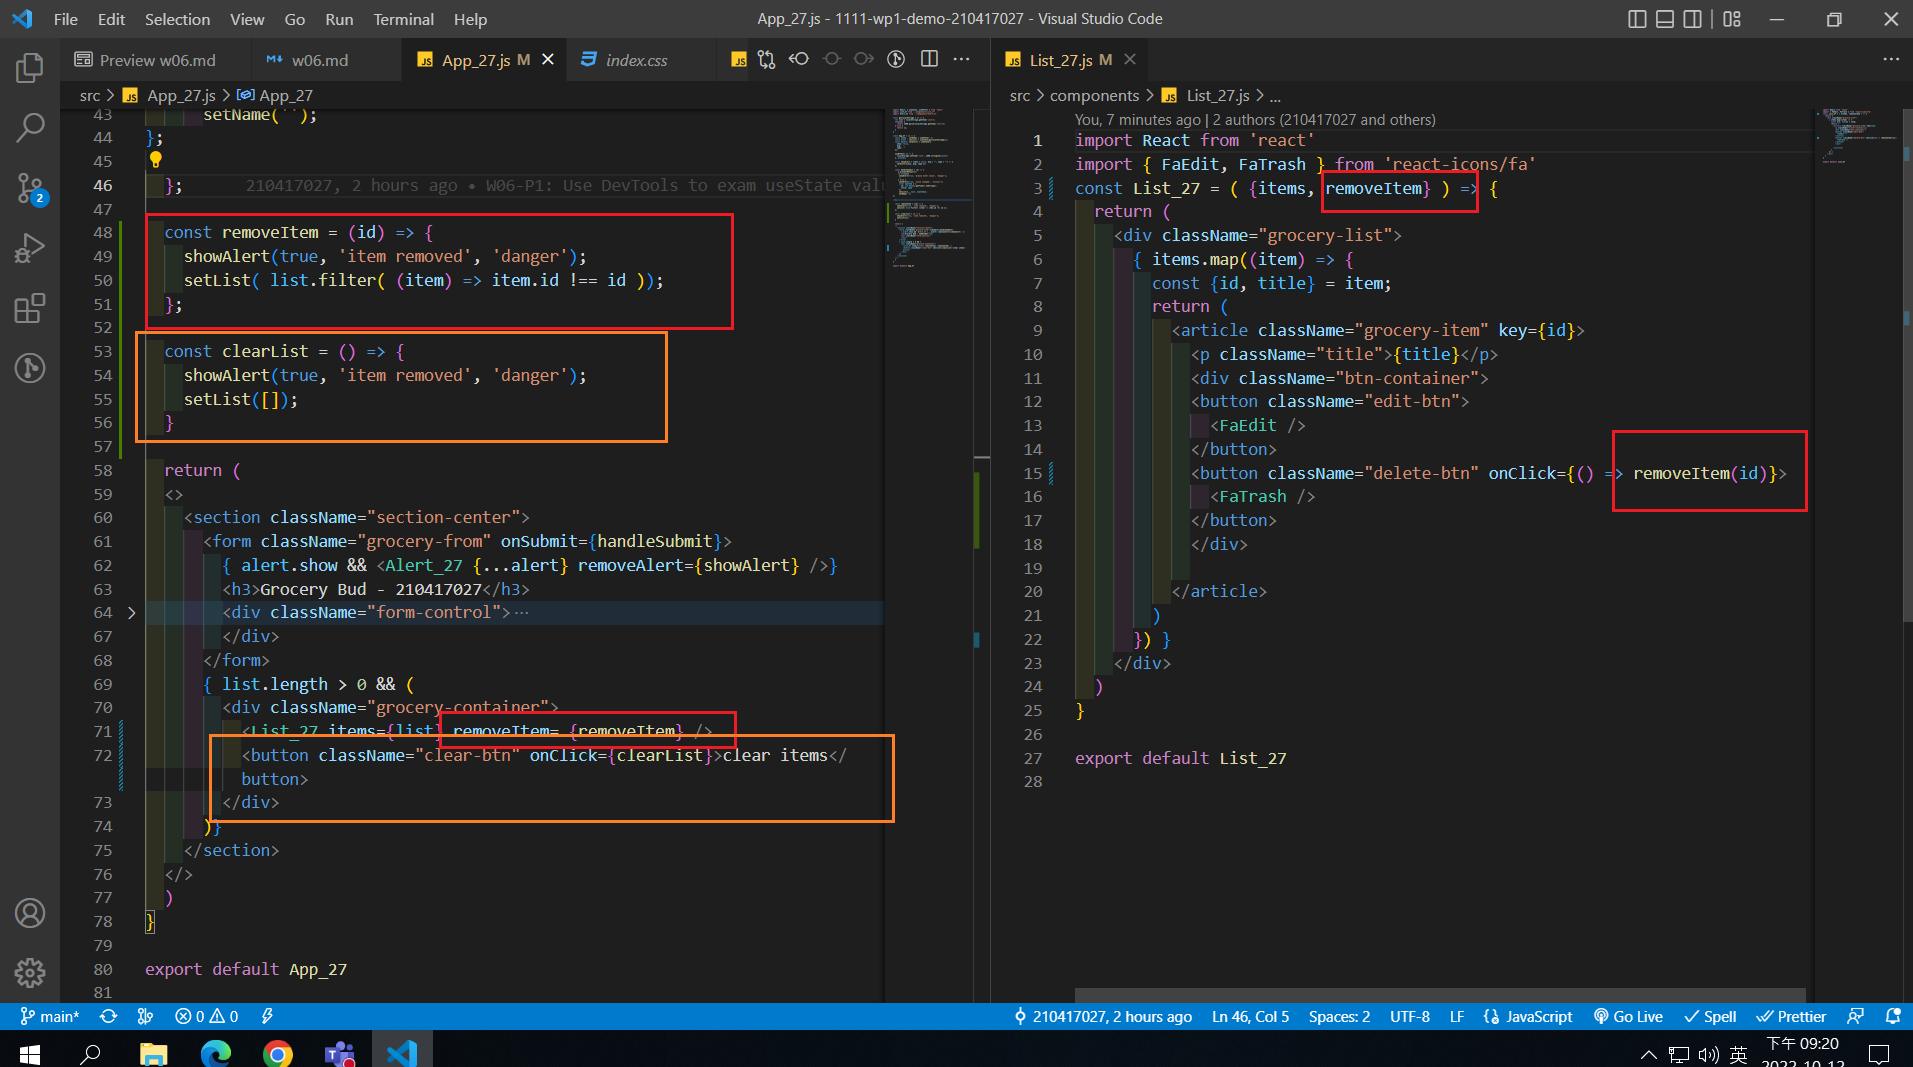 File Edit Selection View Go Run Terminal Help
App_27.js - 1111-wp1-demo-210417027 - Visual Studio Code
Preview w06.md
w06.md
App_27.js M
index.css
List_27.js M
src > App_27.js > App_27
43 setName('');
44 };
45
46 }; 210417027, 2 hours ago • W06-P1: Use DevTools to exam useState valu
47
48 const removeItem = (id) => {
49 showAlert(true, 'item removed', 'danger');
50 setList( list.filter( (item) => item.id !== id ));
51 };
52
53 const clearList = () => {
54 showAlert(true, 'item removed', 'danger');
55 setList([]);
56 }
57
58 return (
59 <>
60 <section className="section-center">
61 <form className="grocery-from" onSubmit={handleSubmit}>
62 { alert.show && <Alert_27 {...alert} removeAlert={showAlert} />}
63 <h3>Grocery Bud - 210417027</h3>
64 <div className="form-control">⋯
67 </div>
68 </form>
69 { list.length > 0 && (
70 <div className="grocery-container">
71 <List_27 items={list} removeItem= {removeItem} />
72 <button className="clear-btn" onClick={clearList}>clear items</
button>
73 </div>
74 )}
75 </section>
76 </>
77 )
78 }
79
80 export default App_27
81
src > components > List_27.js > ...
You, 7 minutes ago | 2 authors (210417027 and others)
1 import React from 'react'
2 import { FaEdit, FaTrash } from 'react-icons/fa'
3 const List_27 = ( {items, removeItem} ) => {
4 return (
5 <div className="grocery-list">
6 { items.map((item) => {
7 const {id, title} = item;
8 return (
9 <article className="grocery-item" key={id}>
10 <p className="title">{title}</p>
11 <div className="btn-container">
12 <button className="edit-btn">
13 <FaEdit />
14 </button>
15 <button className="delete-btn" onClick={() => removeItem(id)}>
16 <FaTrash />
17 </button>
18 </div>
19
20 </article>
21 )
22 }) }
23 </div>
24 )
25 }
26
27 export default List_27
28
2
main* 0 0
210417027, 2 hours ago Ln 46, Col 5 Spaces: 2 UTF-8 LF JavaScript Go Live Spell Prettier
英
下午 09:20
2022-10-12